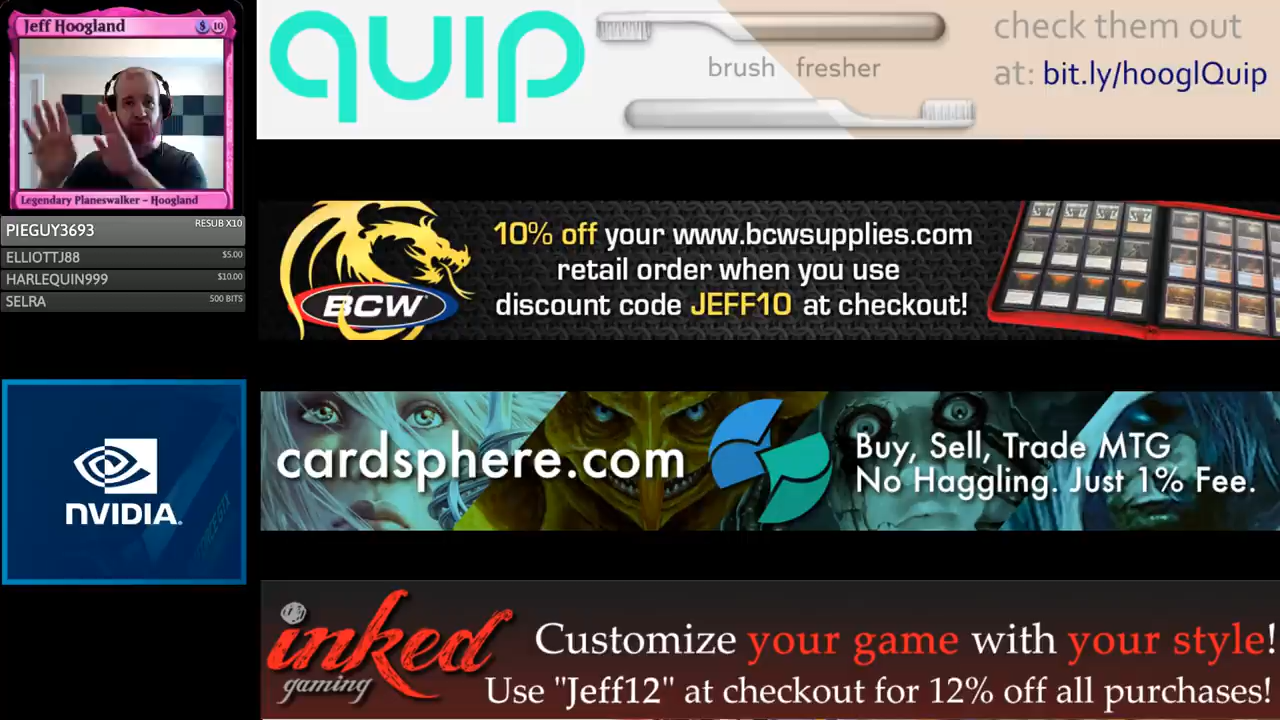 Jeff Hoogland
10
Legendary Planeswalker - Hoogland
PIEGUY3693 RESUB X10
ELLIOTTJ88 $5.00
HARLEQUIN999 $10.00
SELRA 500 BITS
NVIDIA.
quip
brush fresher
check them out
at: bit.ly/hooglQuip
BCW
10% off your www.bcwsupplies.com
retail order when you use
discount code JEFF10 at checkout!
cardsphere.com
Buy, Sell, Trade MTG
No Haggling. Just 1% Fee.
inked
gaming
Customize your game with your style!
Use "Jeff12" at checkout for 12% off all purchases!